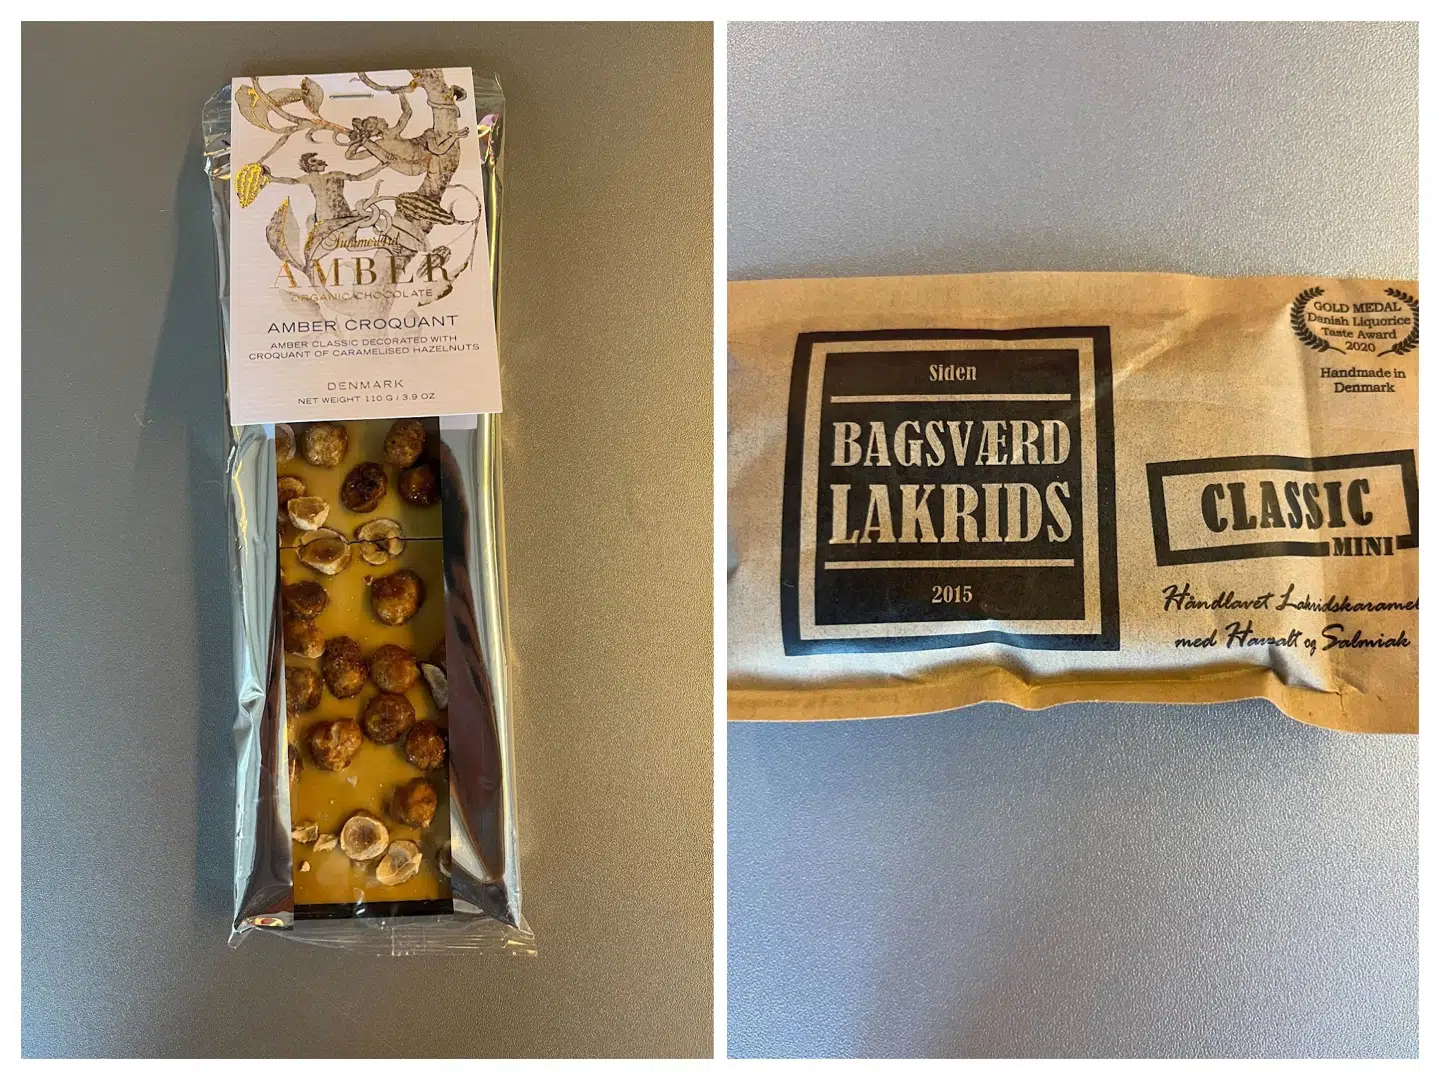 Summerbird
AMBER
ORGANIC CHOCOLATE
AMBER CROQUANT
AMBER CLASSIC DECORATED WITH
CROQUANT OF CARAMELISED HAZELNUTS
DENMARK
NET WEIGHT 110 G / 3.9 OZ
Siden
BAGSVÆRD
LAKRIDS
2015
GOLD MEDAL
Danish Liquorice
Taste Award
2020
Handmade in
Denmark
CLASSIC
MINI
Håndlavet Lakridskaramel
med Havsalt og Salmiak